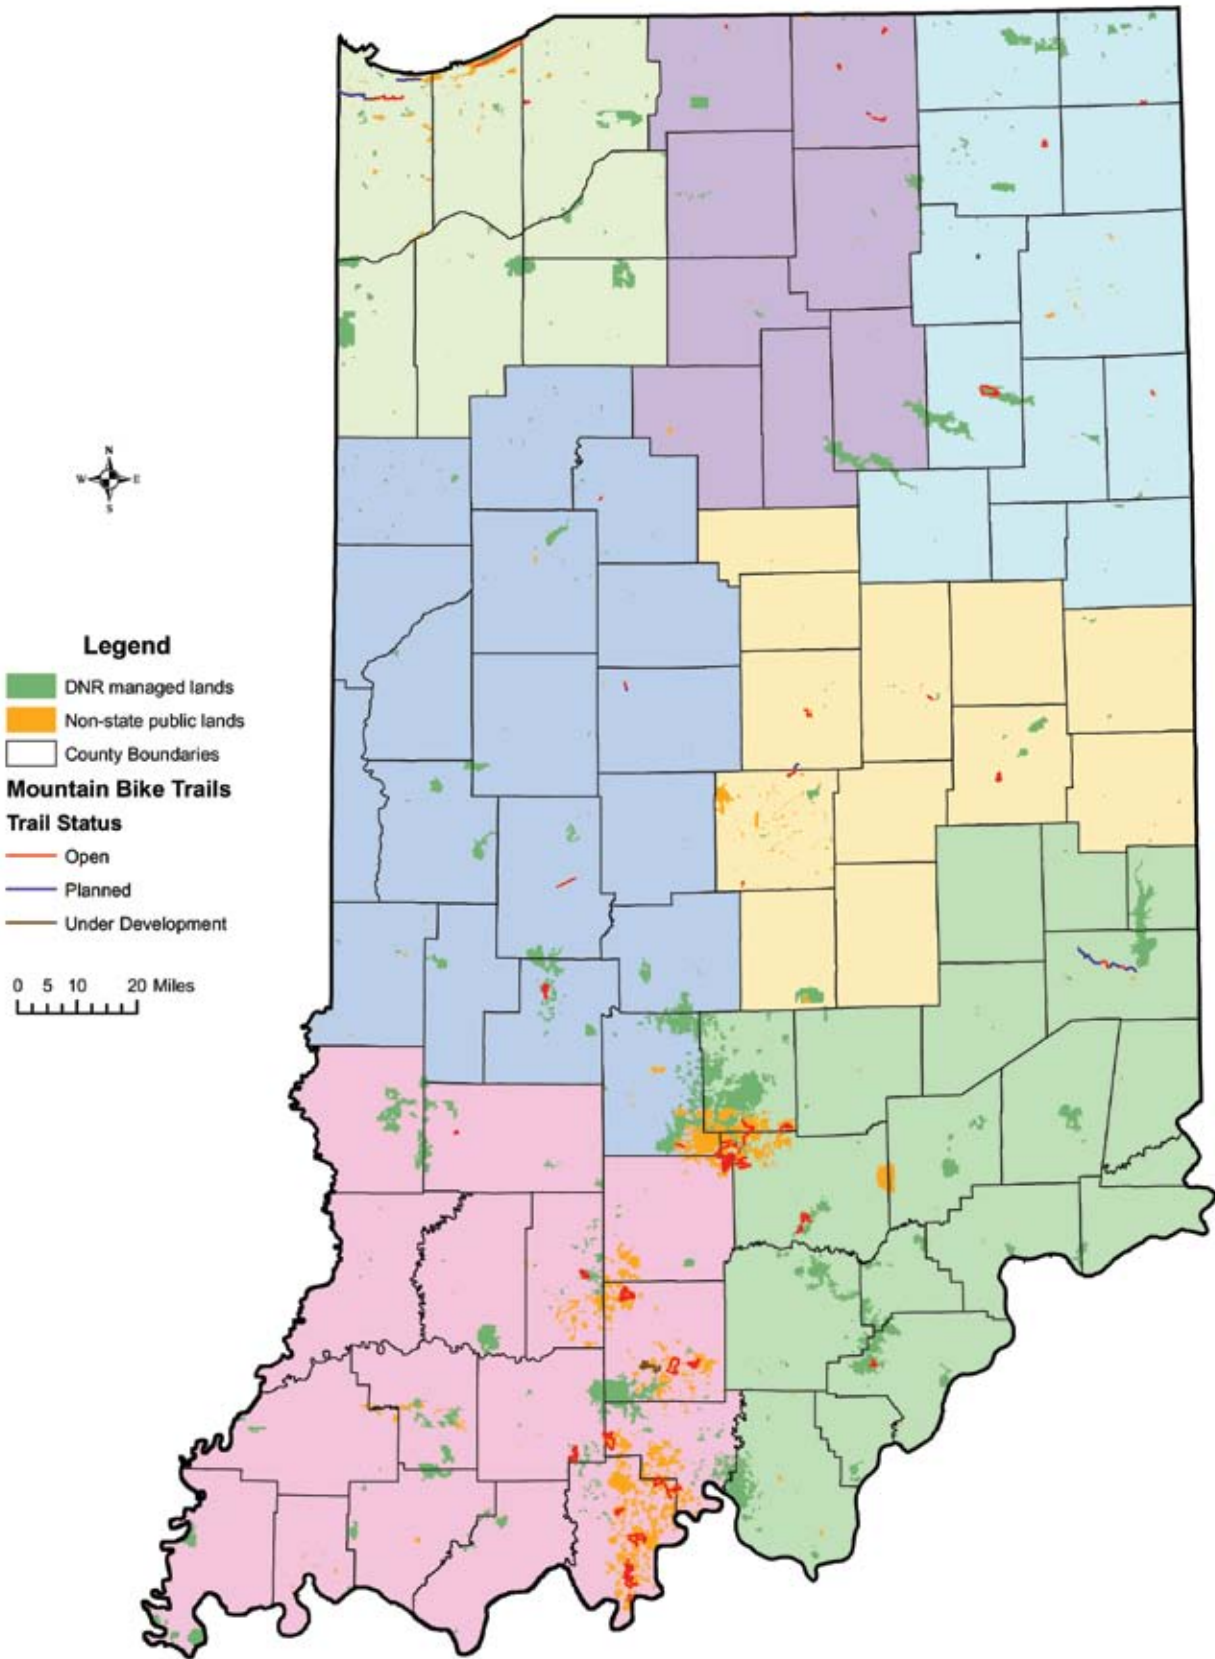 N
W E
S
Legend
DNR managed lands
Non-state public lands
County Boundaries
Mountain Bike Trails
Trail Status
Open
Planned
Under Development
0 5 10 20 Miles